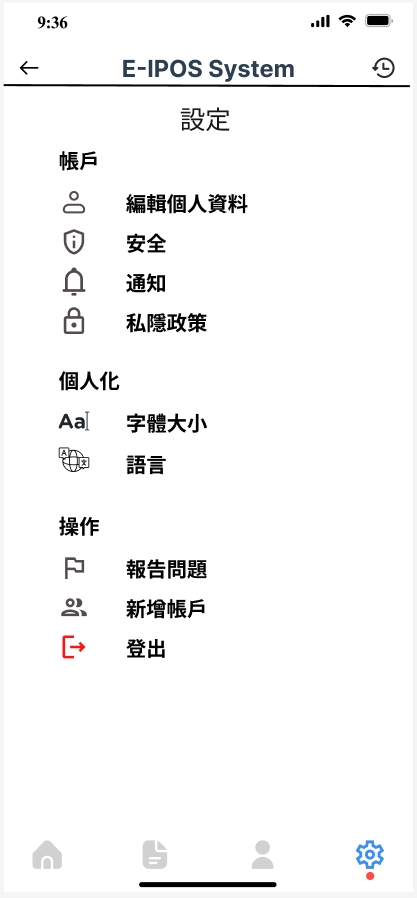 9:36
E-IPOS System
設定
帳戶
編輯個人資料
安全
通知
私隱政策
個人化
Aa
字體大小
A
文
語言
操作
報告問題
新增帳戶
登出